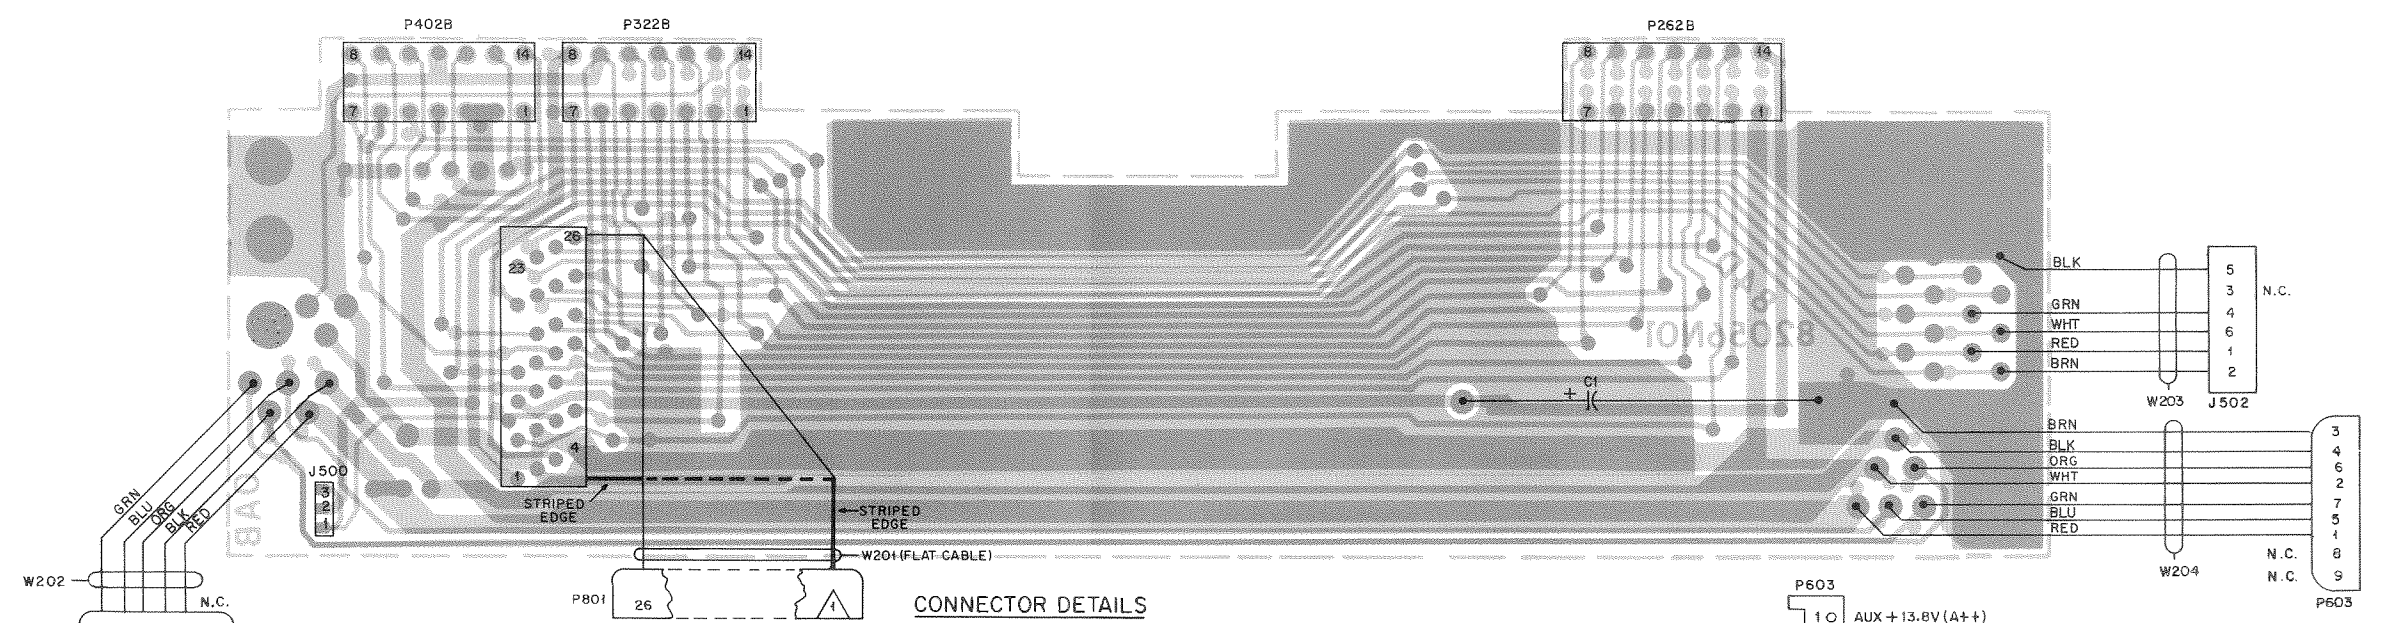 P402B
P322B
P262B
8 14
7 1
8 14
7 1
8 14
7 1
26
23
4
1
BLK 5
3 N.C.
GRN 4
WHT 6
RED 1
BRN 2
W203
J502
+ C1
82056N01
BRN 3
BLK 4
ORG 6
WHT 2
GRN 7
BLU 5
RED 1
N.C. 8
N.C. 9
W204
P603
J500
3
2
1
GRN
BLU
ORG
BLK
RED
W202
N.C.
STRIPED
EDGE
STRIPED
EDGE
W201 (FLAT CABLE)
P801
26
1
CONNECTOR DETAILS
P603
10 AUX +13.8V (A++)